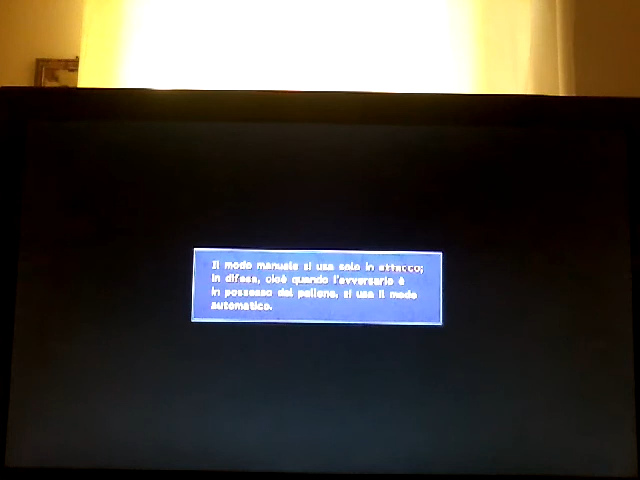 Il modo manuale si usa solo in attacco;
in difesa, cioè quando l'avversario è
in possesso del pallone, si usa il modo
automatico.